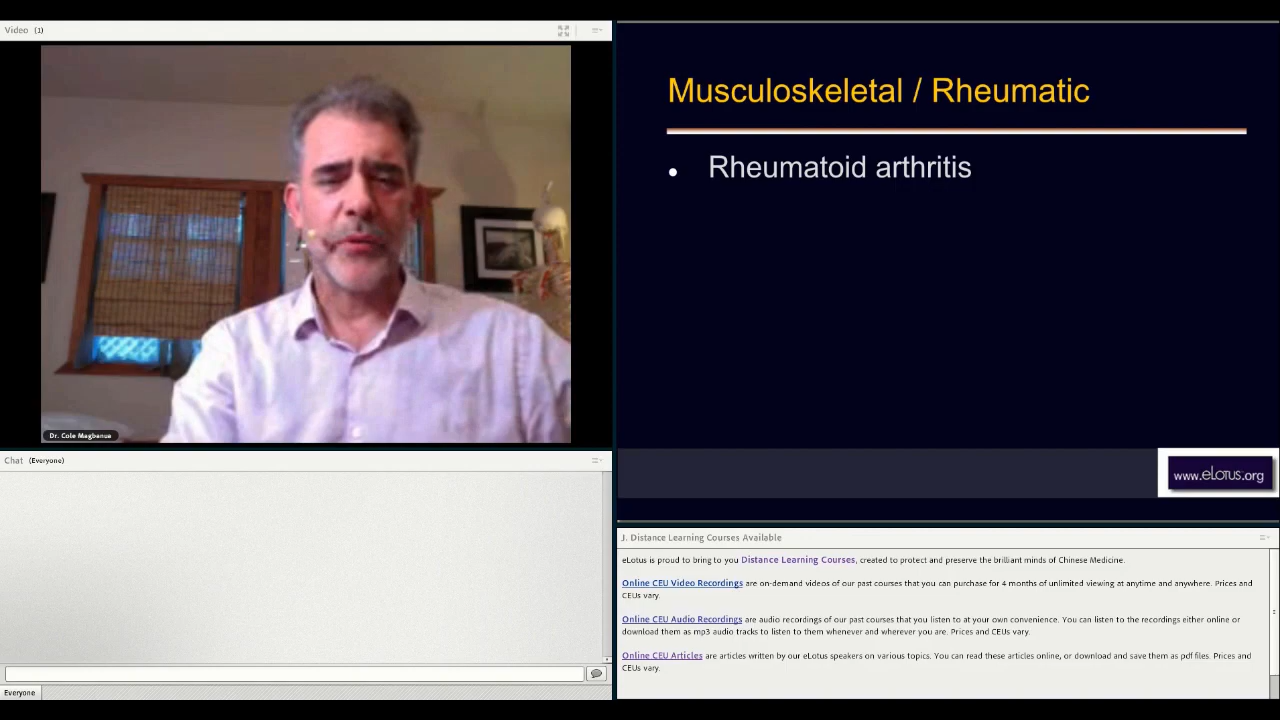 Video (1)
Dr. Cole Magbanua
Chat (Everyone)
Everyone
Musculoskeletal / Rheumatic
• Rheumatoid arthritis
www.eLotus.org
J. Distance Learning Courses Available
eLotus is proud to bring to you Distance Learning Courses, created to protect and preserve the brilliant minds of Chinese Medicine.
Online CEU Video Recordings are on-demand videos of our past courses that you can purchase for 4 months of unlimited viewing at anytime and anywhere. Prices and
CEUs vary.
Online CEU Audio Recordings are audio recordings of our past courses that you listen to at your own convenience. You can listen to the recordings either online or
download them as mp3 audio tracks to listen to them whenever and wherever you are. Prices and CEUs vary.
Online CEU Articles are articles written by our eLotus speakers on various topics. You can read these articles online, or download and save them as pdf files. Prices and
CEUs vary.